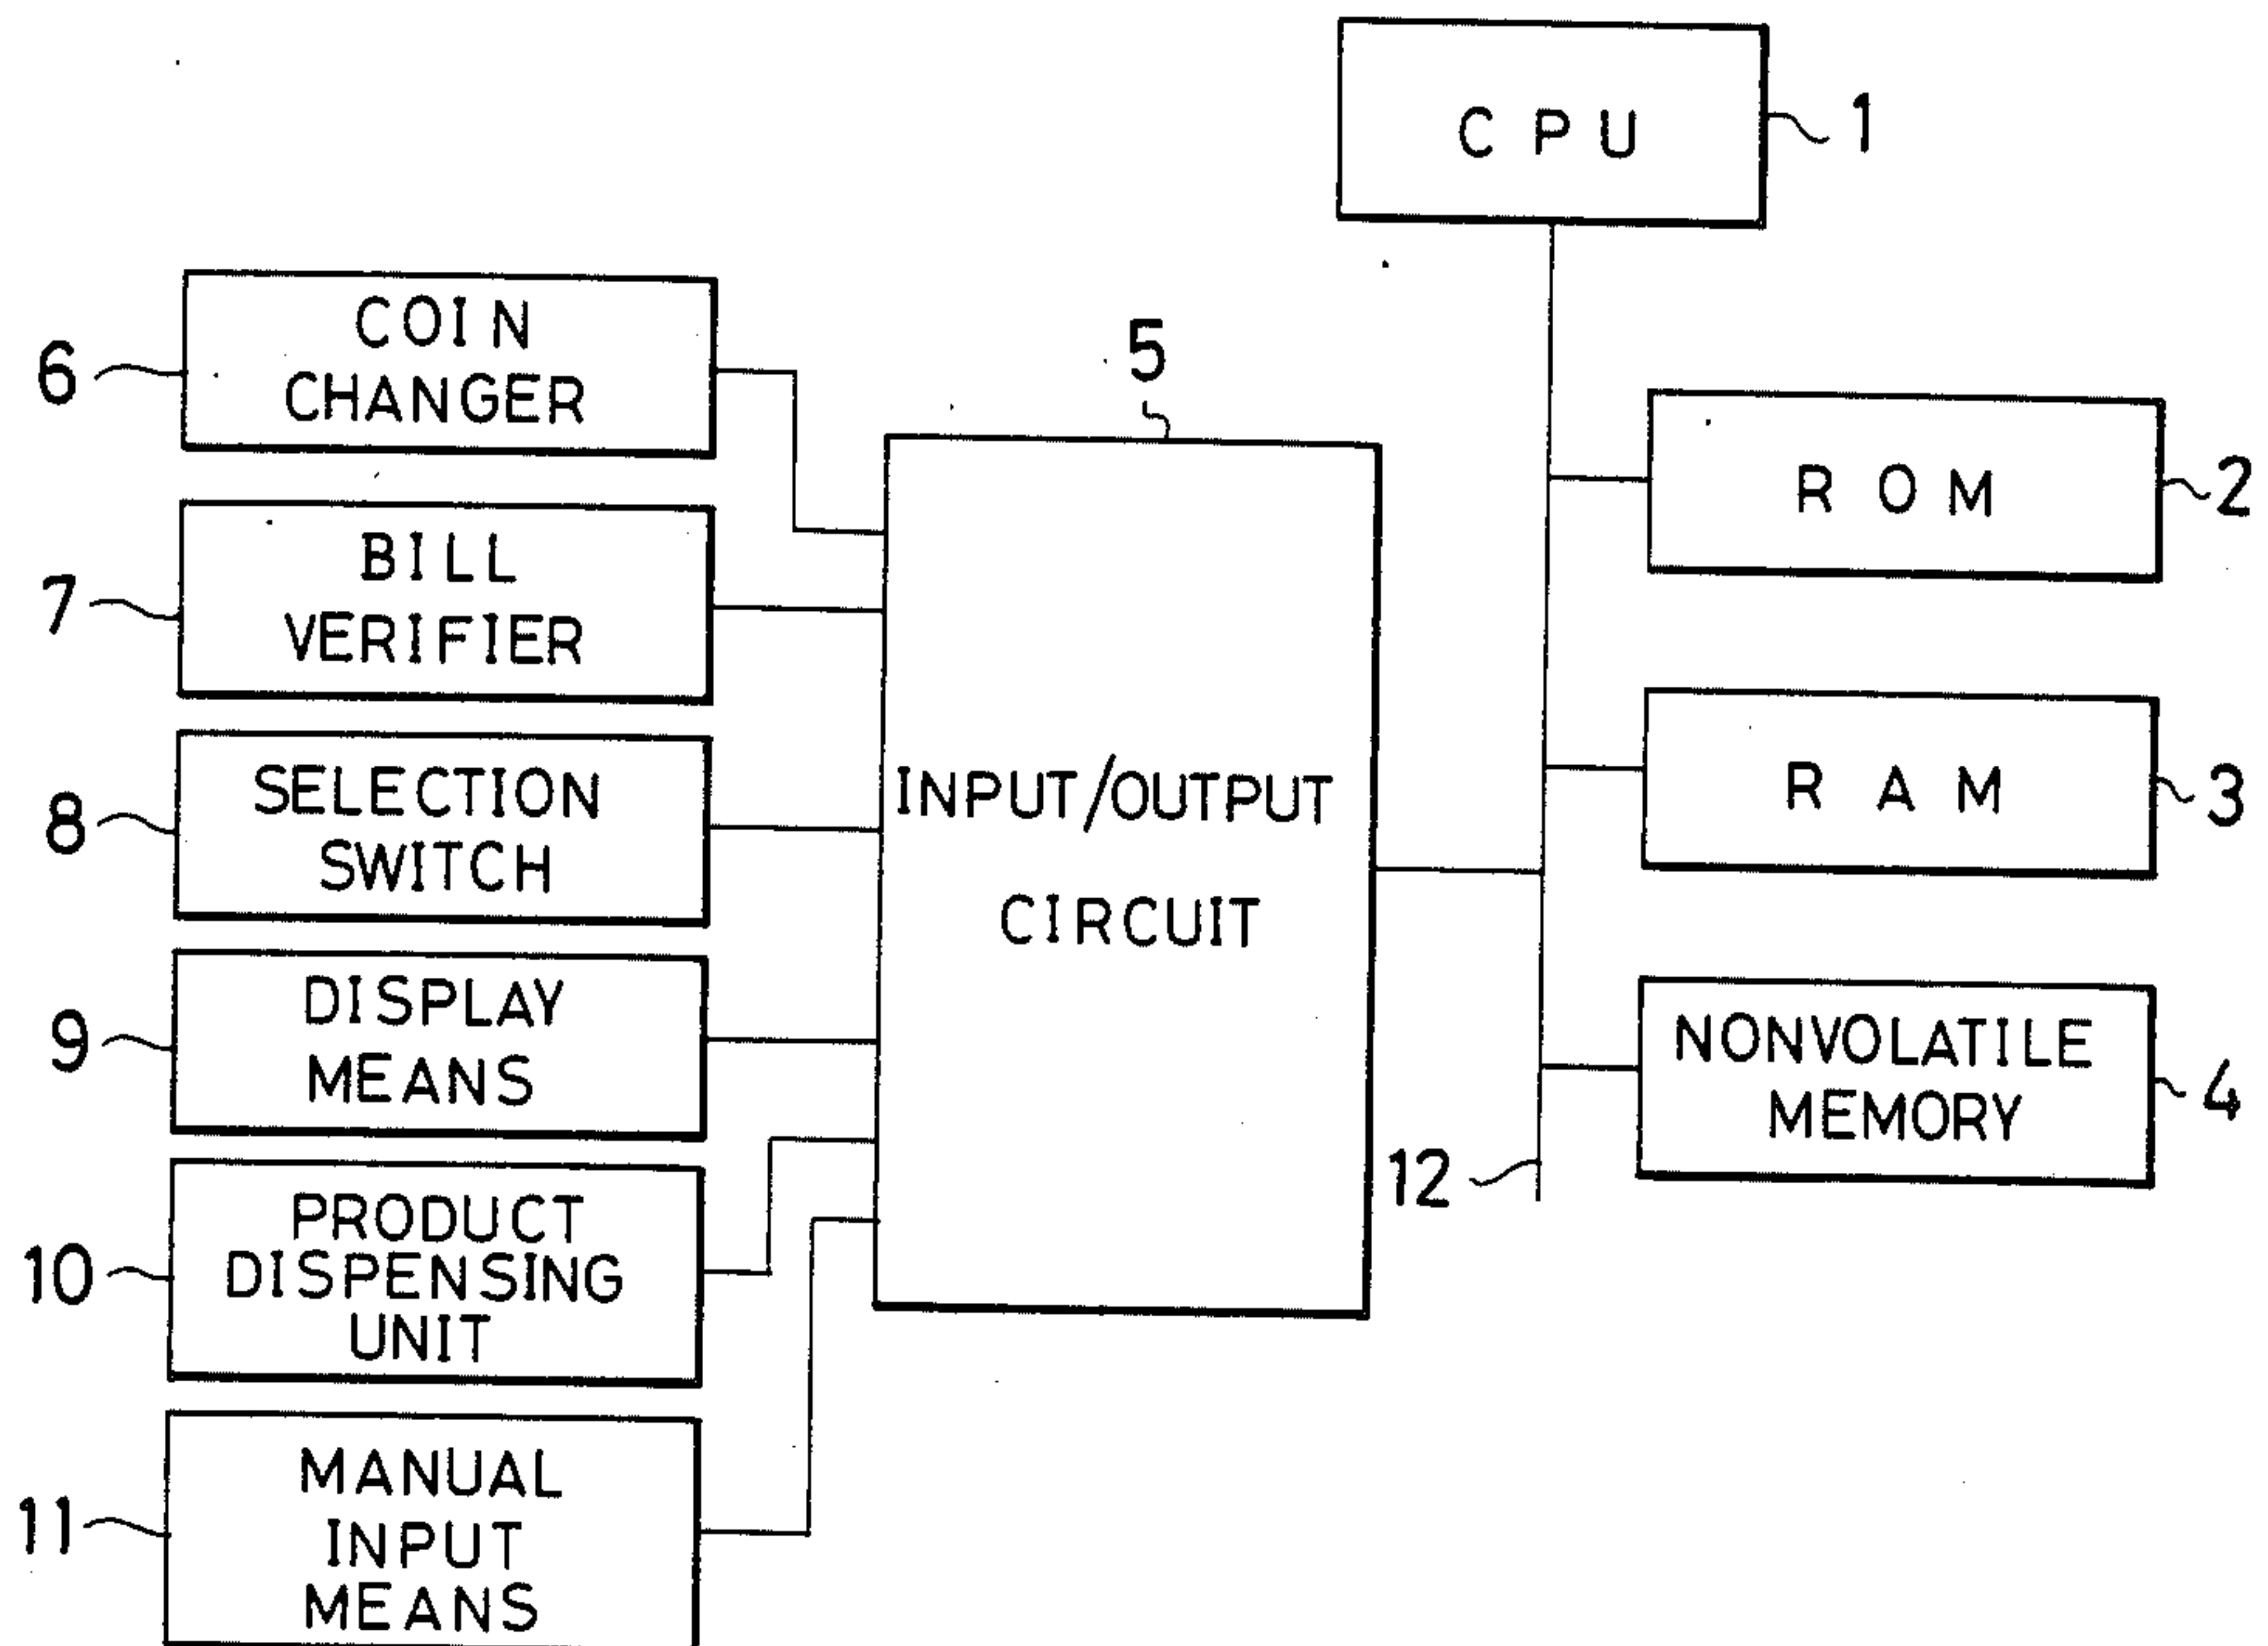 CPU
1
COIN
CHANGER
6
5
ROM
2
BILL
VERIFIER
7
INPUT/OUTPUT
CIRCUIT
RAM
3
SELECTION
SWITCH
8
DISPLAY
MEANS
9
NONVOLATILE
MEMORY
4
12
PRODUCT
DISPENSING
UNIT
10
MANUAL
INPUT
MEANS
11